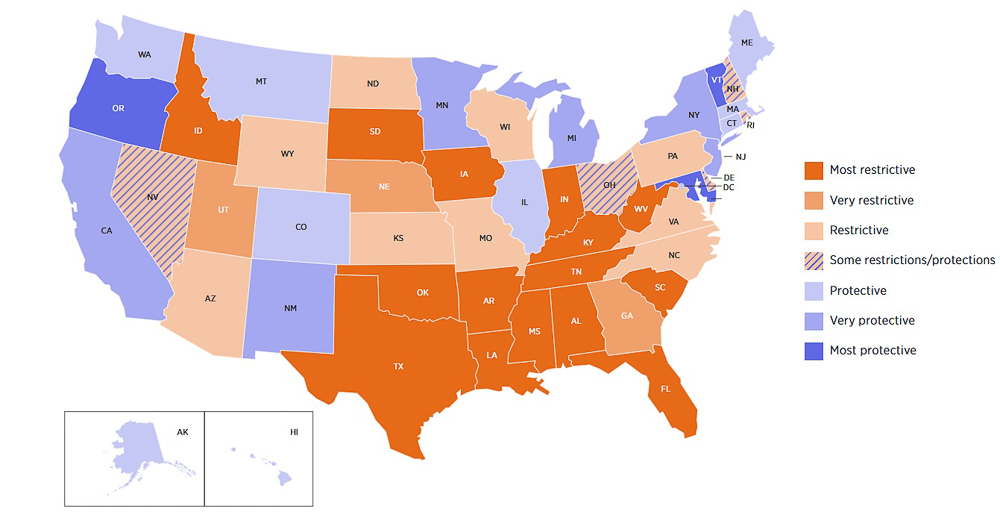 ME
WA
MT
ND
VT
NH
MN
OR
MA
NY
WI
CT
RI
ID
SD
MI
WY
PA
NJ
IA
DE
NE
OH
DC
NV
IN
IL
UT
WV
CO
VA
CA
KS
MO
KY
NC
TN
OK
AZ
SC
AR
NM
GA
AL
MS
LA
TX
FL
AK
HI
Most restrictive
Very restrictive
Restrictive
Some restrictions/protections
Protective
Very protective
Most protective